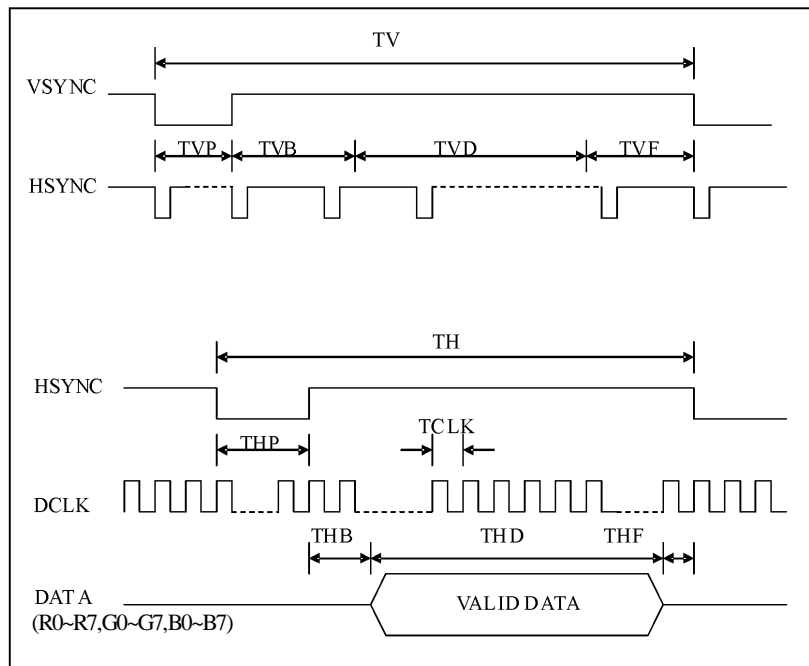 TV
VSYNC
TVP TVB TVD TVF
HSYNC
TH
HSYNC
TCLK
THP
DCLK
THB THD THF
DATA VALID DATA
(R0~R7,G0~G7,B0~B7)